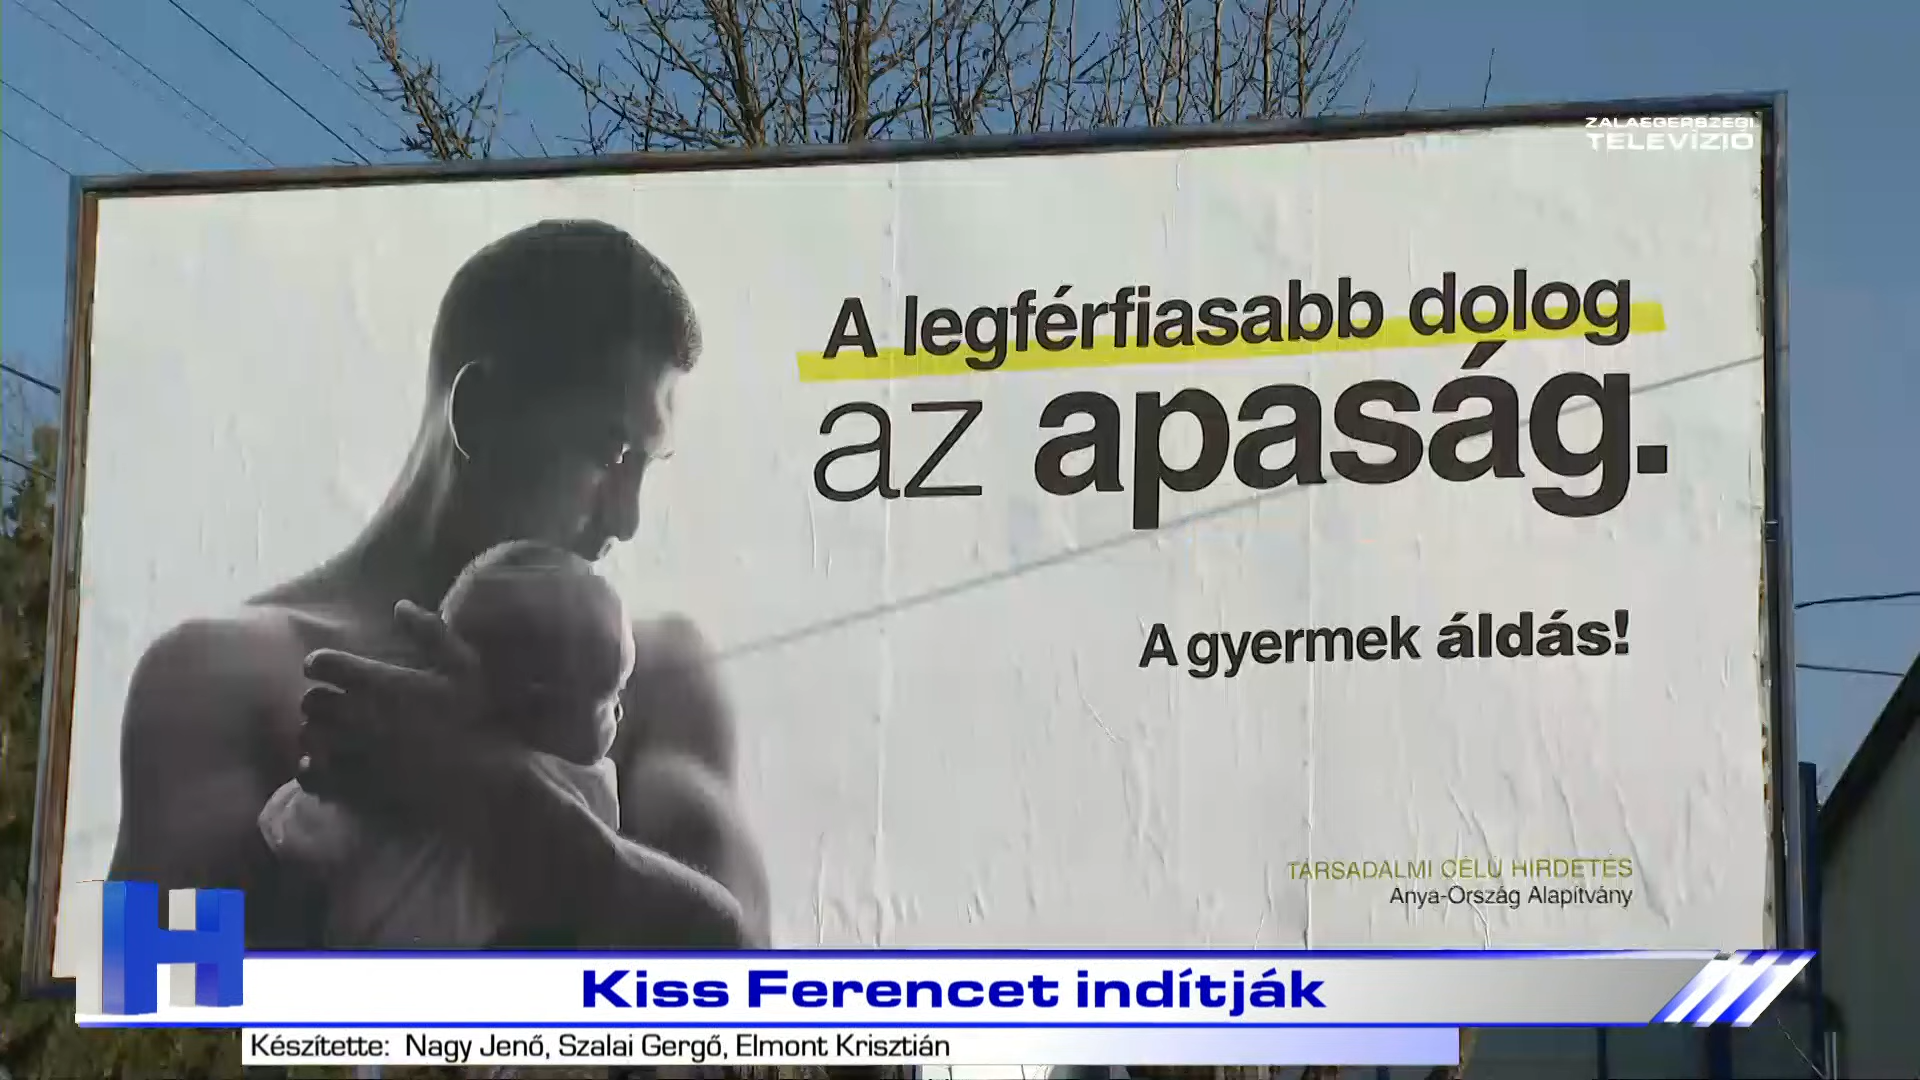 ZALAEGERSZEGI
TELEVÍZIÓ
A legférfiasabb dolog
az apaság.
A gyermek áldás!
TÁRSADALMI CÉLÚ HIRDETÉS
Anya-Ország Alapítvány
H
Kiss Ferencet indítják
Készítette: Nagy Jenő, Szalai Gergő, Elmont Krisztián